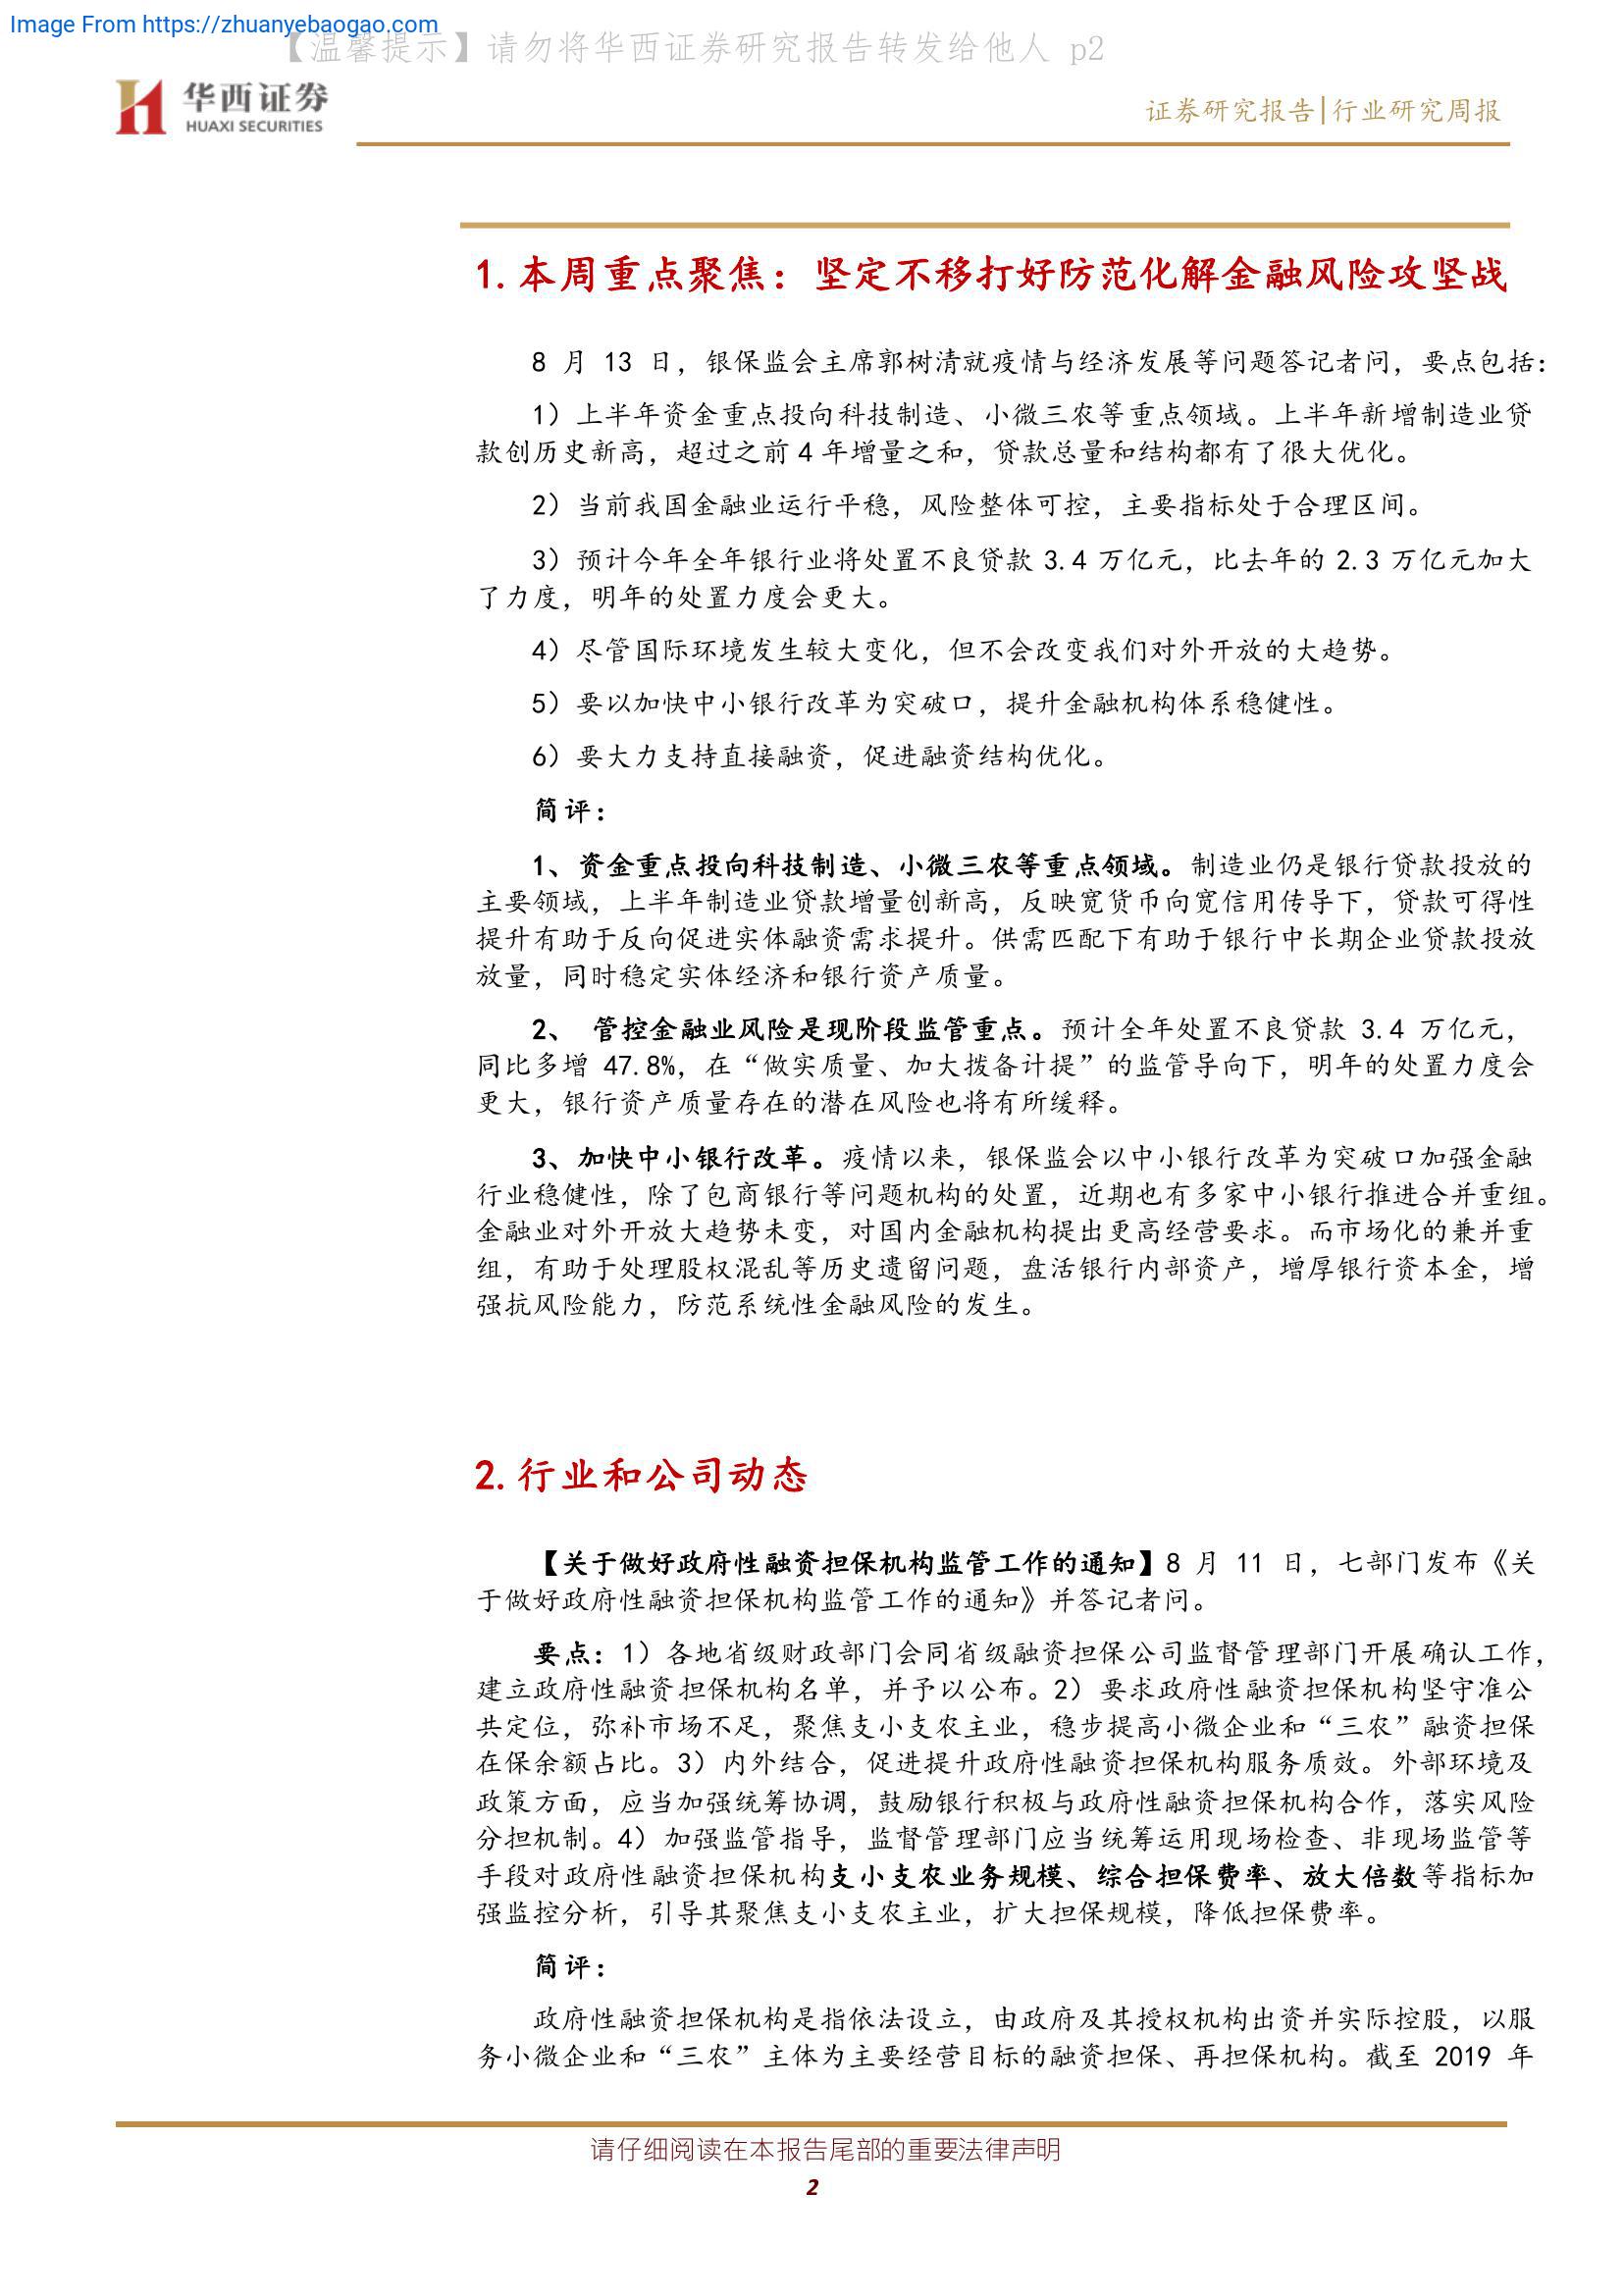 Image From https://zhuanyebaogao.com
【温馨提示】请勿将华西证券研究报告转发给他人 p2
华西证券
HUAXI SECURITIES
证券研究报告|行业研究周报
1.本周重点聚焦：坚定不移打好防范化解金融风险攻坚战
8 月 13 日，银保监会主席郭树清就疫情与经济发展等问题答记者问，要点包括：
1）上半年资金重点投向科技制造、小微三农等重点领域。上半年新增制造业贷
款创历史新高，超过之前 4 年增量之和，贷款总量和结构都有了很大优化。
2）当前我国金融业运行平稳，风险整体可控，主要指标处于合理区间。
3）预计今年全年银行业将处置不良贷款 3.4 万亿元，比去年的 2.3 万亿元加大
了力度，明年的处置力度会更大。
4）尽管国际环境发生较大变化，但不会改变我们对外开放的大趋势。
5）要以加快中小银行改革为突破口，提升金融机构体系稳健性。
6）要大力支持直接融资，促进融资结构优化。
简评：
1、资金重点投向科技制造、小微三农等重点领域。制造业仍是银行贷款投放的
主要领域，上半年制造业贷款增量创新高，反映宽货币向宽信用传导下，贷款可得性
提升有助于反向促进实体融资需求提升。供需匹配下有助于银行中长期企业贷款投放
放量，同时稳定实体经济和银行资产质量。
2、 管控金融业风险是现阶段监管重点。预计全年处置不良贷款 3.4 万亿元，
同比多增 47.8%，在“做实质量、加大拨备计提”的监管导向下，明年的处置力度会
更大，银行资产质量存在的潜在风险也将有所缓释。
3、加快中小银行改革。疫情以来，银保监会以中小银行改革为突破口加强金融
行业稳健性，除了包商银行等问题机构的处置，近期也有多家中小银行推进合并重组。
金融业对外开放大趋势未变，对国内金融机构提出更高经营要求。而市场化的兼并重
组，有助于处理股权混乱等历史遗留问题，盘活银行内部资产，增厚银行资本金，增
强抗风险能力，防范系统性金融风险的发生。
2.行业和公司动态
【关于做好政府性融资担保机构监管工作的通知】8 月 11 日，七部门发布《关
于做好政府性融资担保机构监管工作的通知》并答记者问。
要点：1）各地省级财政部门会同省级融资担保公司监督管理部门开展确认工作，
建立政府性融资担保机构名单，并予以公布。2）要求政府性融资担保机构坚守准公
共定位，弥补市场不足，聚焦支小支农主业，稳步提高小微企业和“三农”融资担保
在保余额占比。3）内外结合，促进提升政府性融资担保机构服务质效。外部环境及
政策方面，应当加强统筹协调，鼓励银行积极与政府性融资担保机构合作，落实风险
分担机制。4）加强监管指导，监督管理部门应当统筹运用现场检查、非现场监管等
手段对政府性融资担保机构支小支农业务规模、综合担保费率、放大倍数等指标加
强监控分析，引导其聚焦支小支农主业，扩大担保规模，降低担保费率。
简评：
政府性融资担保机构是指依法设立，由政府及其授权机构出资并实际控股，以服
务小微企业和“三农”主体为主要经营目标的融资担保、再担保机构。截至 2019 年
请仔细阅读在本报告尾部的重要法律声明
2